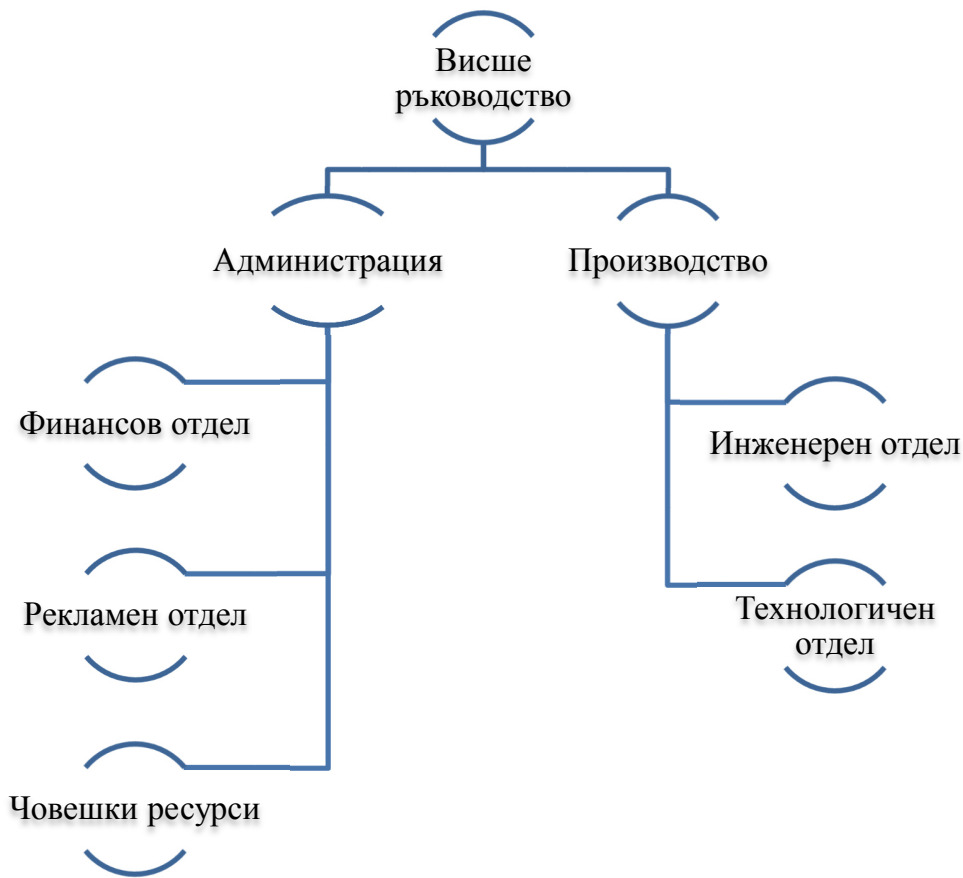 Висше
ръководство
Администрация
Производство
Финансов отдел
Инженерен отдел
Рекламен отдел
Технологичен
отдел
Човешки ресурси